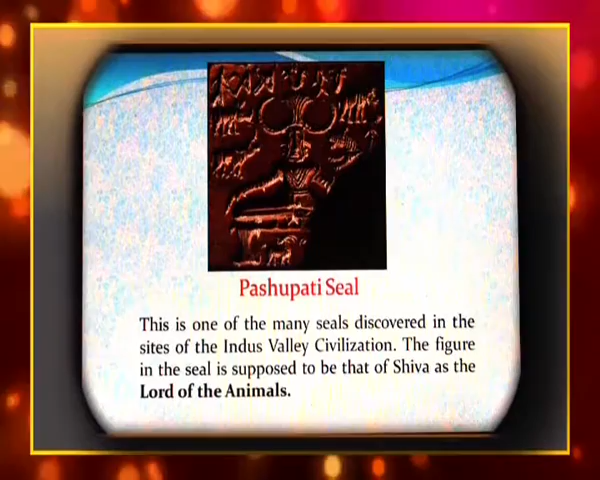 Pashupati Seal
This is one of the many seals discovered in the
sites of the Indus Valley Civilization. The figure
in the seal is supposed to be that of Shiva as the
Lord of the Animals.